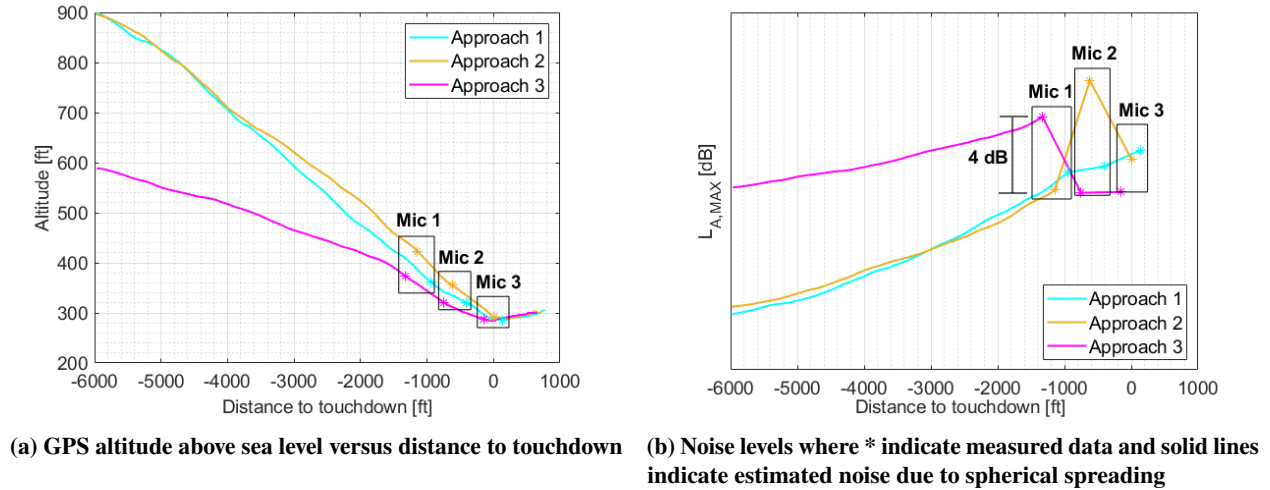 900
800
700
600
500
400
300
200
Altitude [ft]
-6000 -5000 -4000 -3000 -2000 -1000 0 1000
Distance to touchdown [ft]
Approach 1
Approach 2
Approach 3
Mic 1
Mic 2
Mic 3
(a) GPS altitude above sea level versus distance to touchdown
L_A,MAX [dB]
-6000 -5000 -4000 -3000 -2000 -1000 0 1000
Distance to touchdown [ft]
Mic 2
Mic 1
Mic 3
4 dB
Approach 1
Approach 2
Approach 3
(b) Noise levels where * indicate measured data and solid lines
indicate estimated noise due to spherical spreading